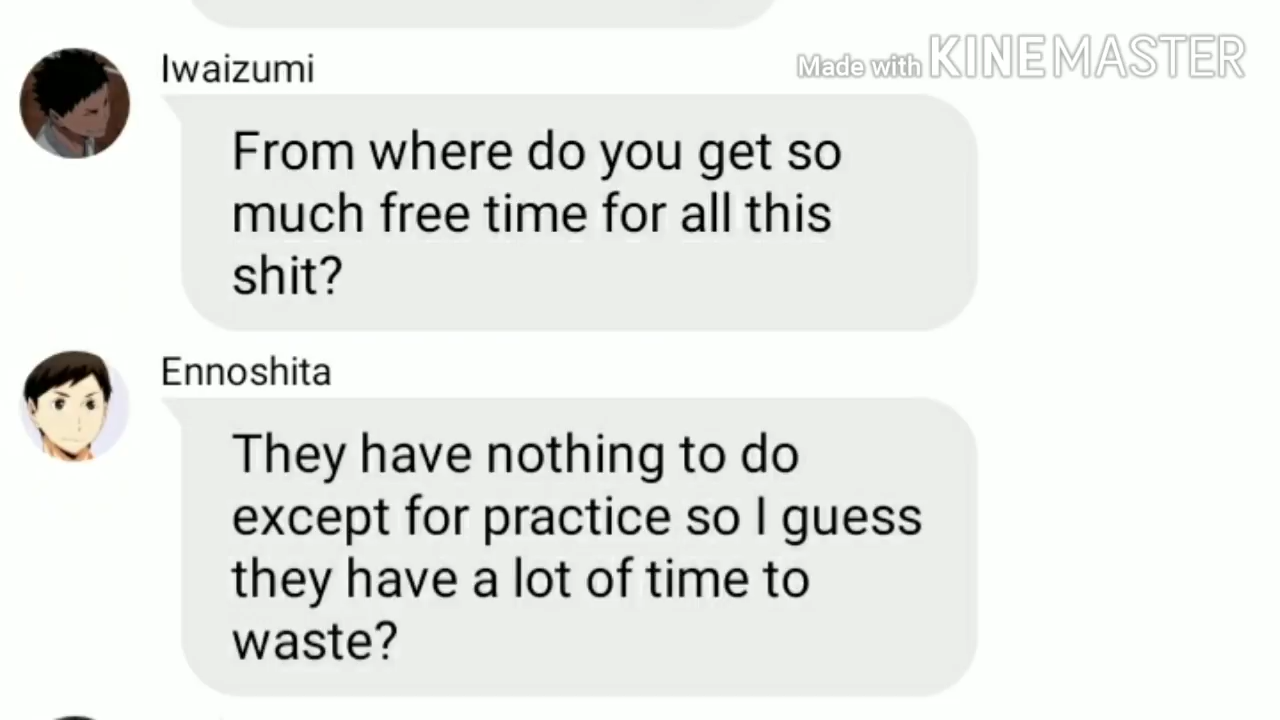 Iwaizumi
Made with KINEMASTER
From where do you get so
much free time for all this
shit?
Ennoshita
They have nothing to do
except for practice so I guess
they have a lot of time to
waste?